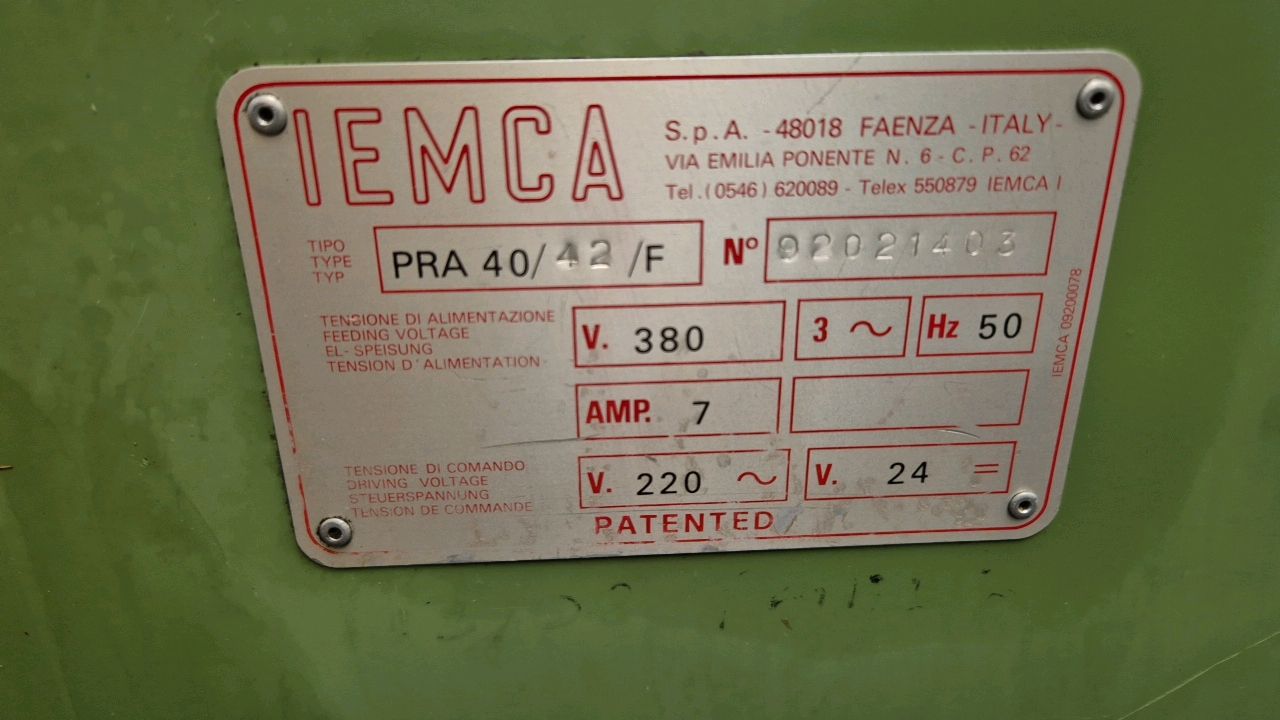 IEMCA
S.p.A. - 48018 FAENZA - ITALY -
VIA EMILIA PONENTE N. 6 - C. P. 62
Tel. (0546) 620089 - Telex 550879 IEMCA I
TIPO
TYPE
TYP
PRA 40/42/F
N° 92021403
TENSIONE DI ALIMENTAZIONE
FEEDING VOLTAGE
EL- SPEISUNG
TENSION D'ALIMENTATION
V. 380
3 ~
Hz 50
AMP. 7
TENSIONE DI COMANDO
DRIVING VOLTAGE
STEUERSPANNUNG
TENSION DE COMMANDE
V. 220 ~
V. 24 =
PATENTED
IEMCA 09200078